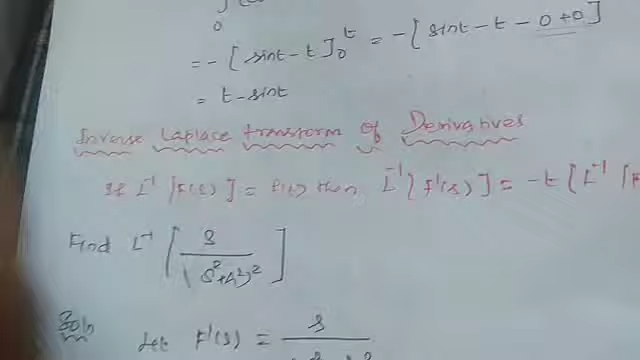 0
= - [ sint - t ]₀ᵗ = - [ sint - t - 0 + 0 ]
= t - sint
Inverse Laplace transform of Derivatives
If L⁻¹ [F(s)] = f(t) then L⁻¹ [F'(s)] = -t [L⁻¹ [F
Find L⁻¹ [ s / (s²+a²)² ]
Soln
Let F'(s) = s